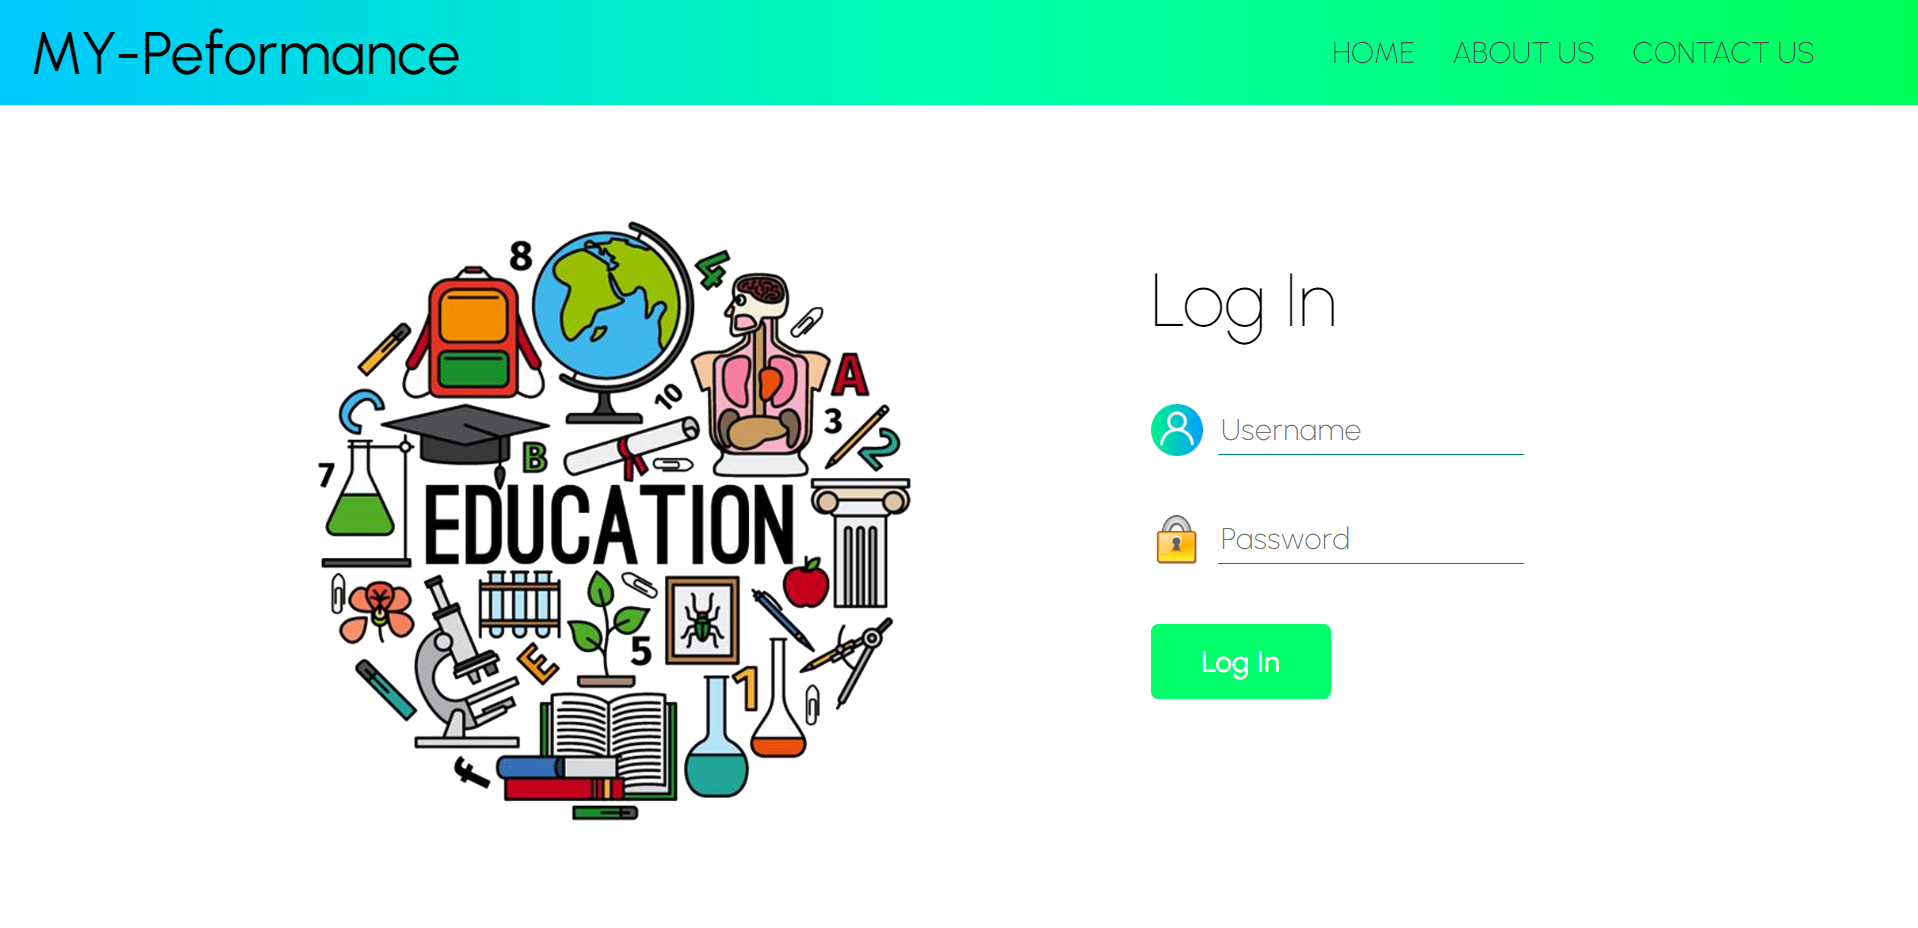 MY-Peformance
HOME ABOUT US CONTACT US
8
4
10
A
3
2
C
B
7
EDUCATION
5
E
1
f
Log In
Username
Password
Log In